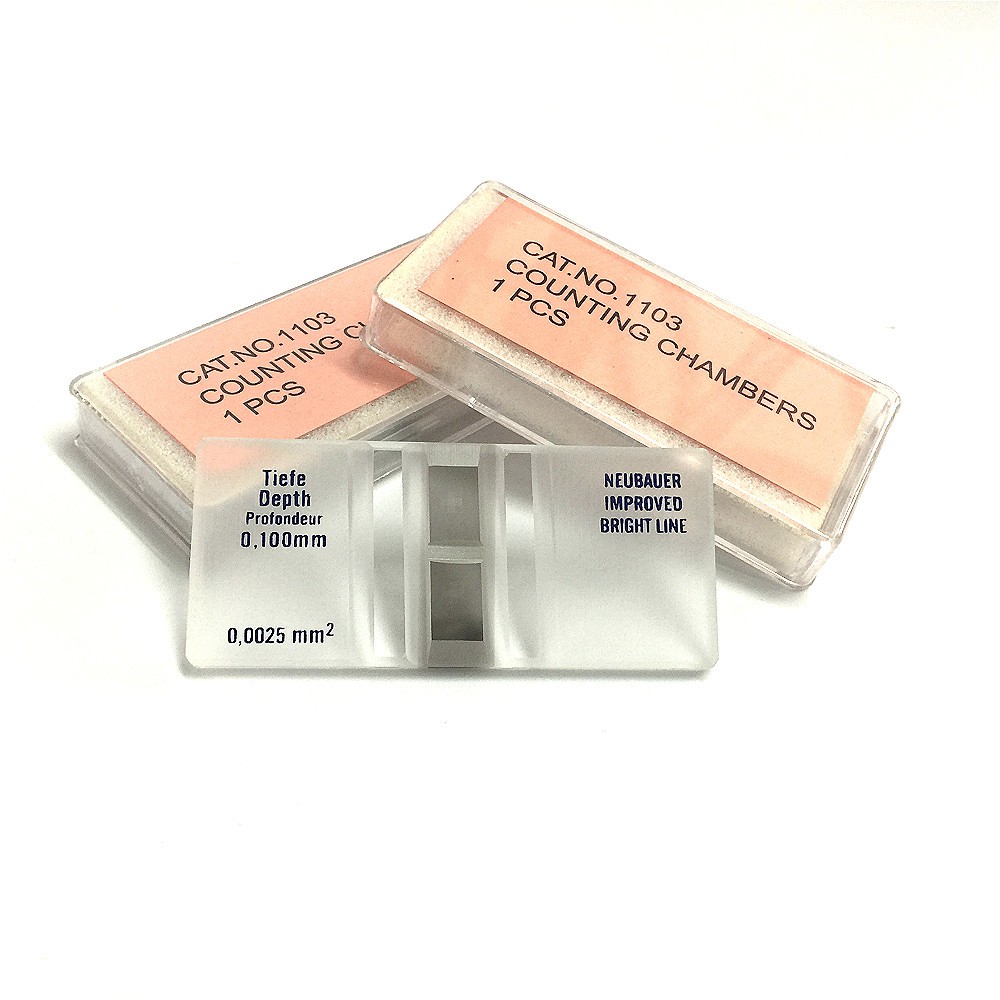 CAT.NO.1103
COUNTING CHAMBERS
1 PCS
CAT.NO.1103
COUNTING
1 PCS
Tiefe
Depth
Profondeur
0,100mm
0,0025 mm²
NEUBAUER
IMPROVED
BRIGHT LINE